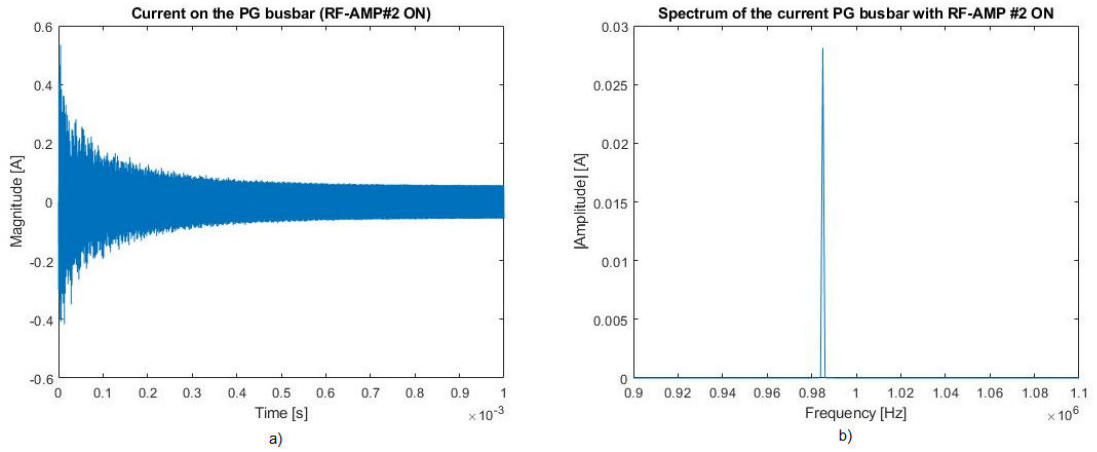 Current on the PG busbar (RF-AMP#2 ON)
0.6
0.4
0.2
0
-0.2
-0.4
-0.6
Magnitude [A]
0 0.1 0.2 0.3 0.4 0.5 0.6 0.7 0.8 0.9 1
Time [s]
×10-3
a)
Spectrum of the current PG busbar with RF-AMP #2 ON
0.03
0.025
0.02
0.015
0.01
0.005
0
|Amplitude| [A]
0.9 0.92 0.94 0.96 0.98 1 1.02 1.04 1.06 1.08 1.1
Frequency [Hz]
×106
b)